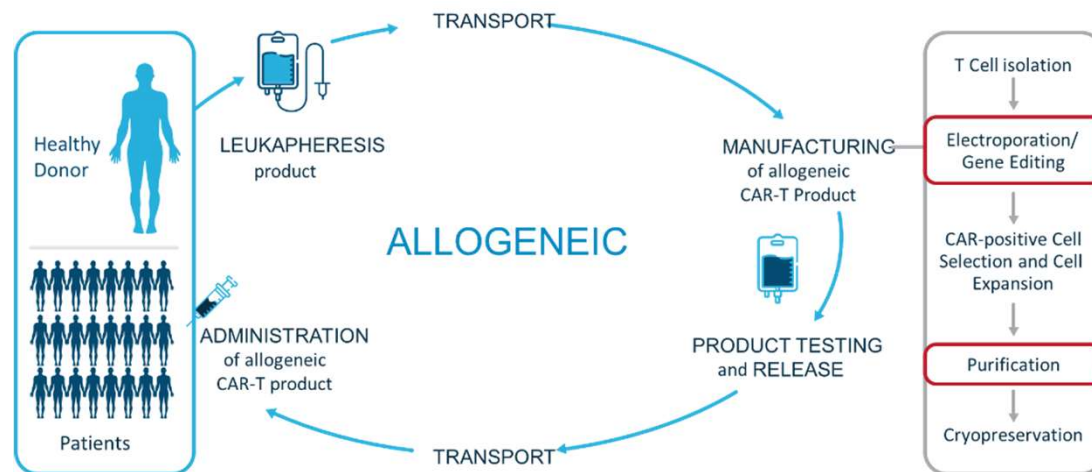 TRANSPORT
Healthy
Donor
LEUKAPHERESIS
product
MANUFACTURING
of allogeneic
CAR-T Product
ALLOGENEIC
PRODUCT TESTING
and RELEASE
TRANSPORT
ADMINISTRATION
of allogeneic
CAR-T product
Patients
T Cell isolation
Electroporation/
Gene Editing
CAR-positive Cell
Selection and Cell
Expansion
Purification
Cryopreservation